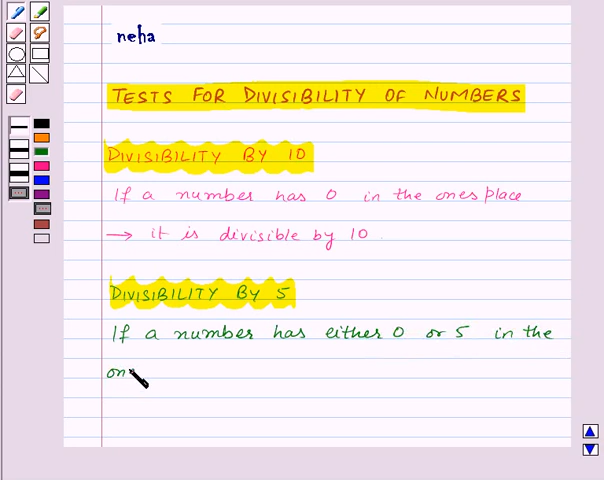 neha
TESTS FOR DIVISIBILITY OF NUMBERS
DIVISIBILITY BY 10
If a number has 0 in the ones place
→ it is divisible by 10.
DIVISIBILITY BY 5
If a number has either 0 or 5 in the
on